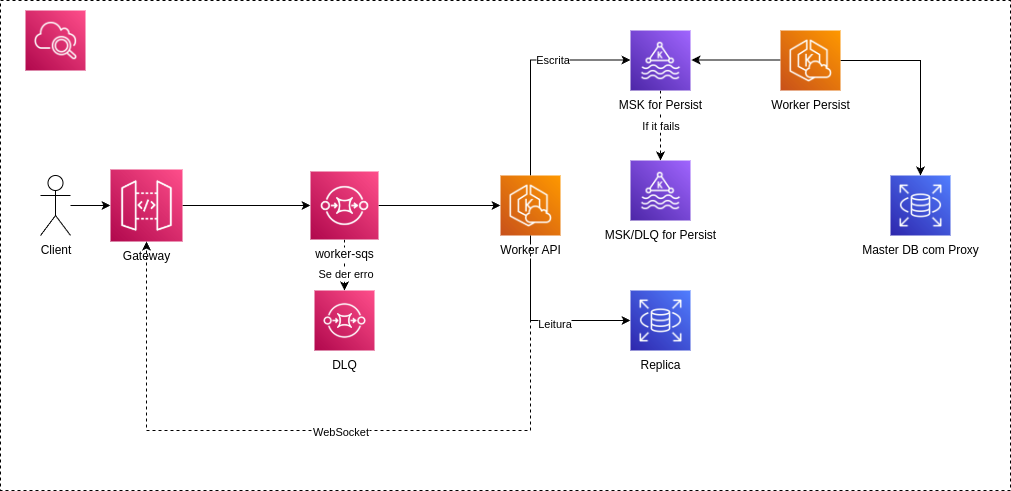 Escrita
MSK for Persist
Worker Persist
If it fails
Client
Gateway
worker-sqs
Worker API
MSK/DLQ for Persist
Master DB com Proxy
Se der erro
Leitura
DLQ
Replica
WebSocket